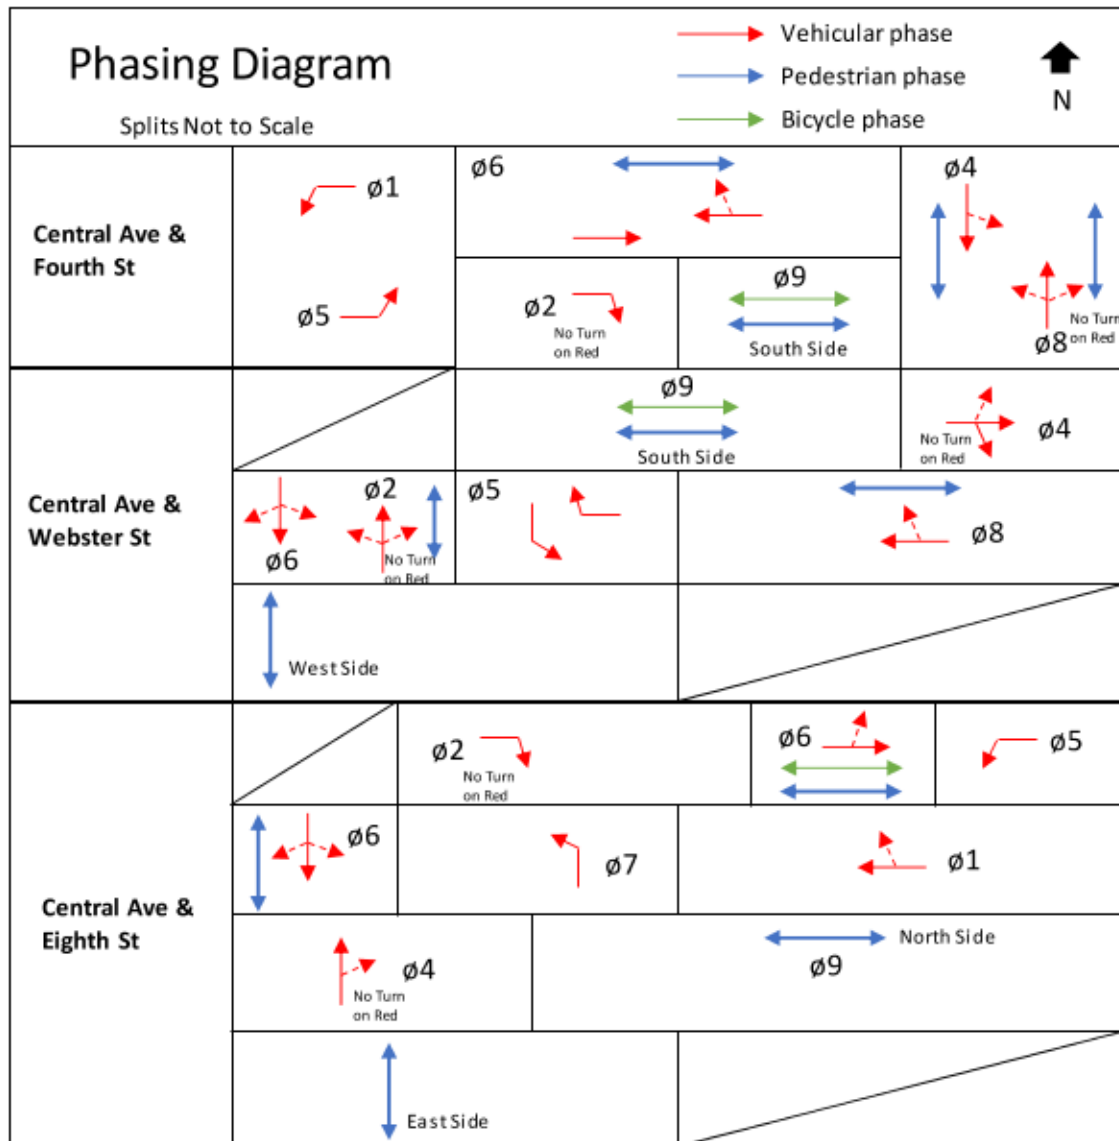 Phasing Diagram
Splits Not to Scale
Vehicular phase
Pedestrian phase
Bicycle phase
N
Central Ave &
Fourth St
ø1
ø5
ø6
ø2
No Turn
on Red
ø9
South Side
ø4
No Turn
on Red
ø8
Central Ave &
Webster St
ø9
South Side
ø4
No Turn
on Red
ø6
ø2
No Turn
on Red
ø5
ø8
West Side
Central Ave &
Eighth St
ø2
No Turn
on Red
ø6
ø5
ø6
ø7
ø1
ø4
No Turn
on Red
North Side
ø9
East Side